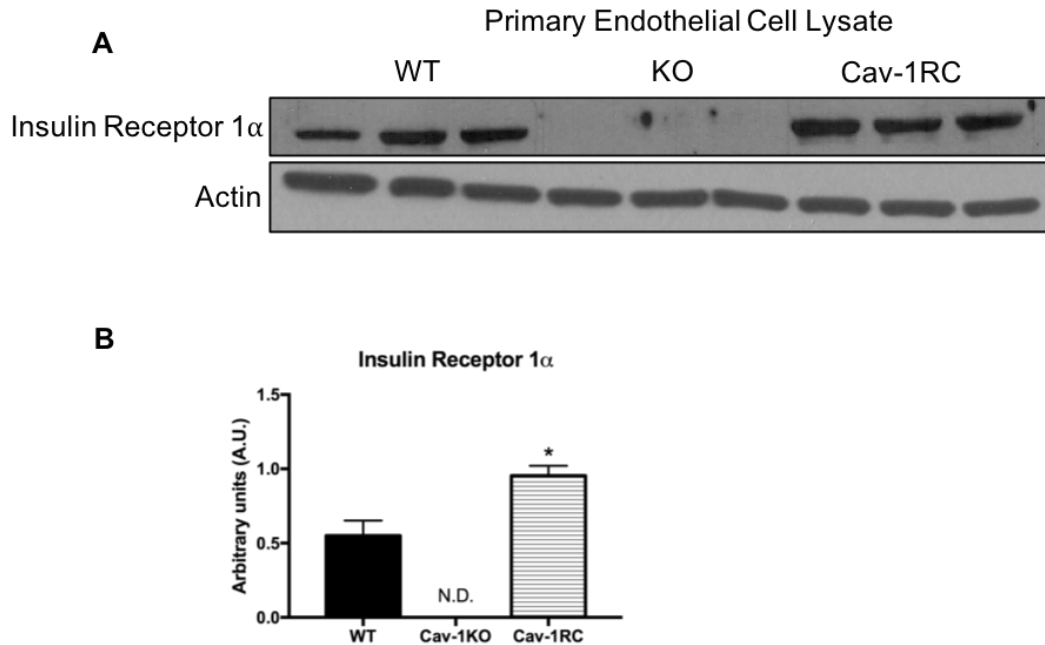 A
Primary Endothelial Cell Lysate
WT KO Cav-1RC
Insulin Receptor 1α
Actin
B
Insulin Receptor 1α
Arbitrary units (A.U.)
1.5
1.0
0.5
0.0
*
N.D.
WT Cav-1KO Cav-1RC